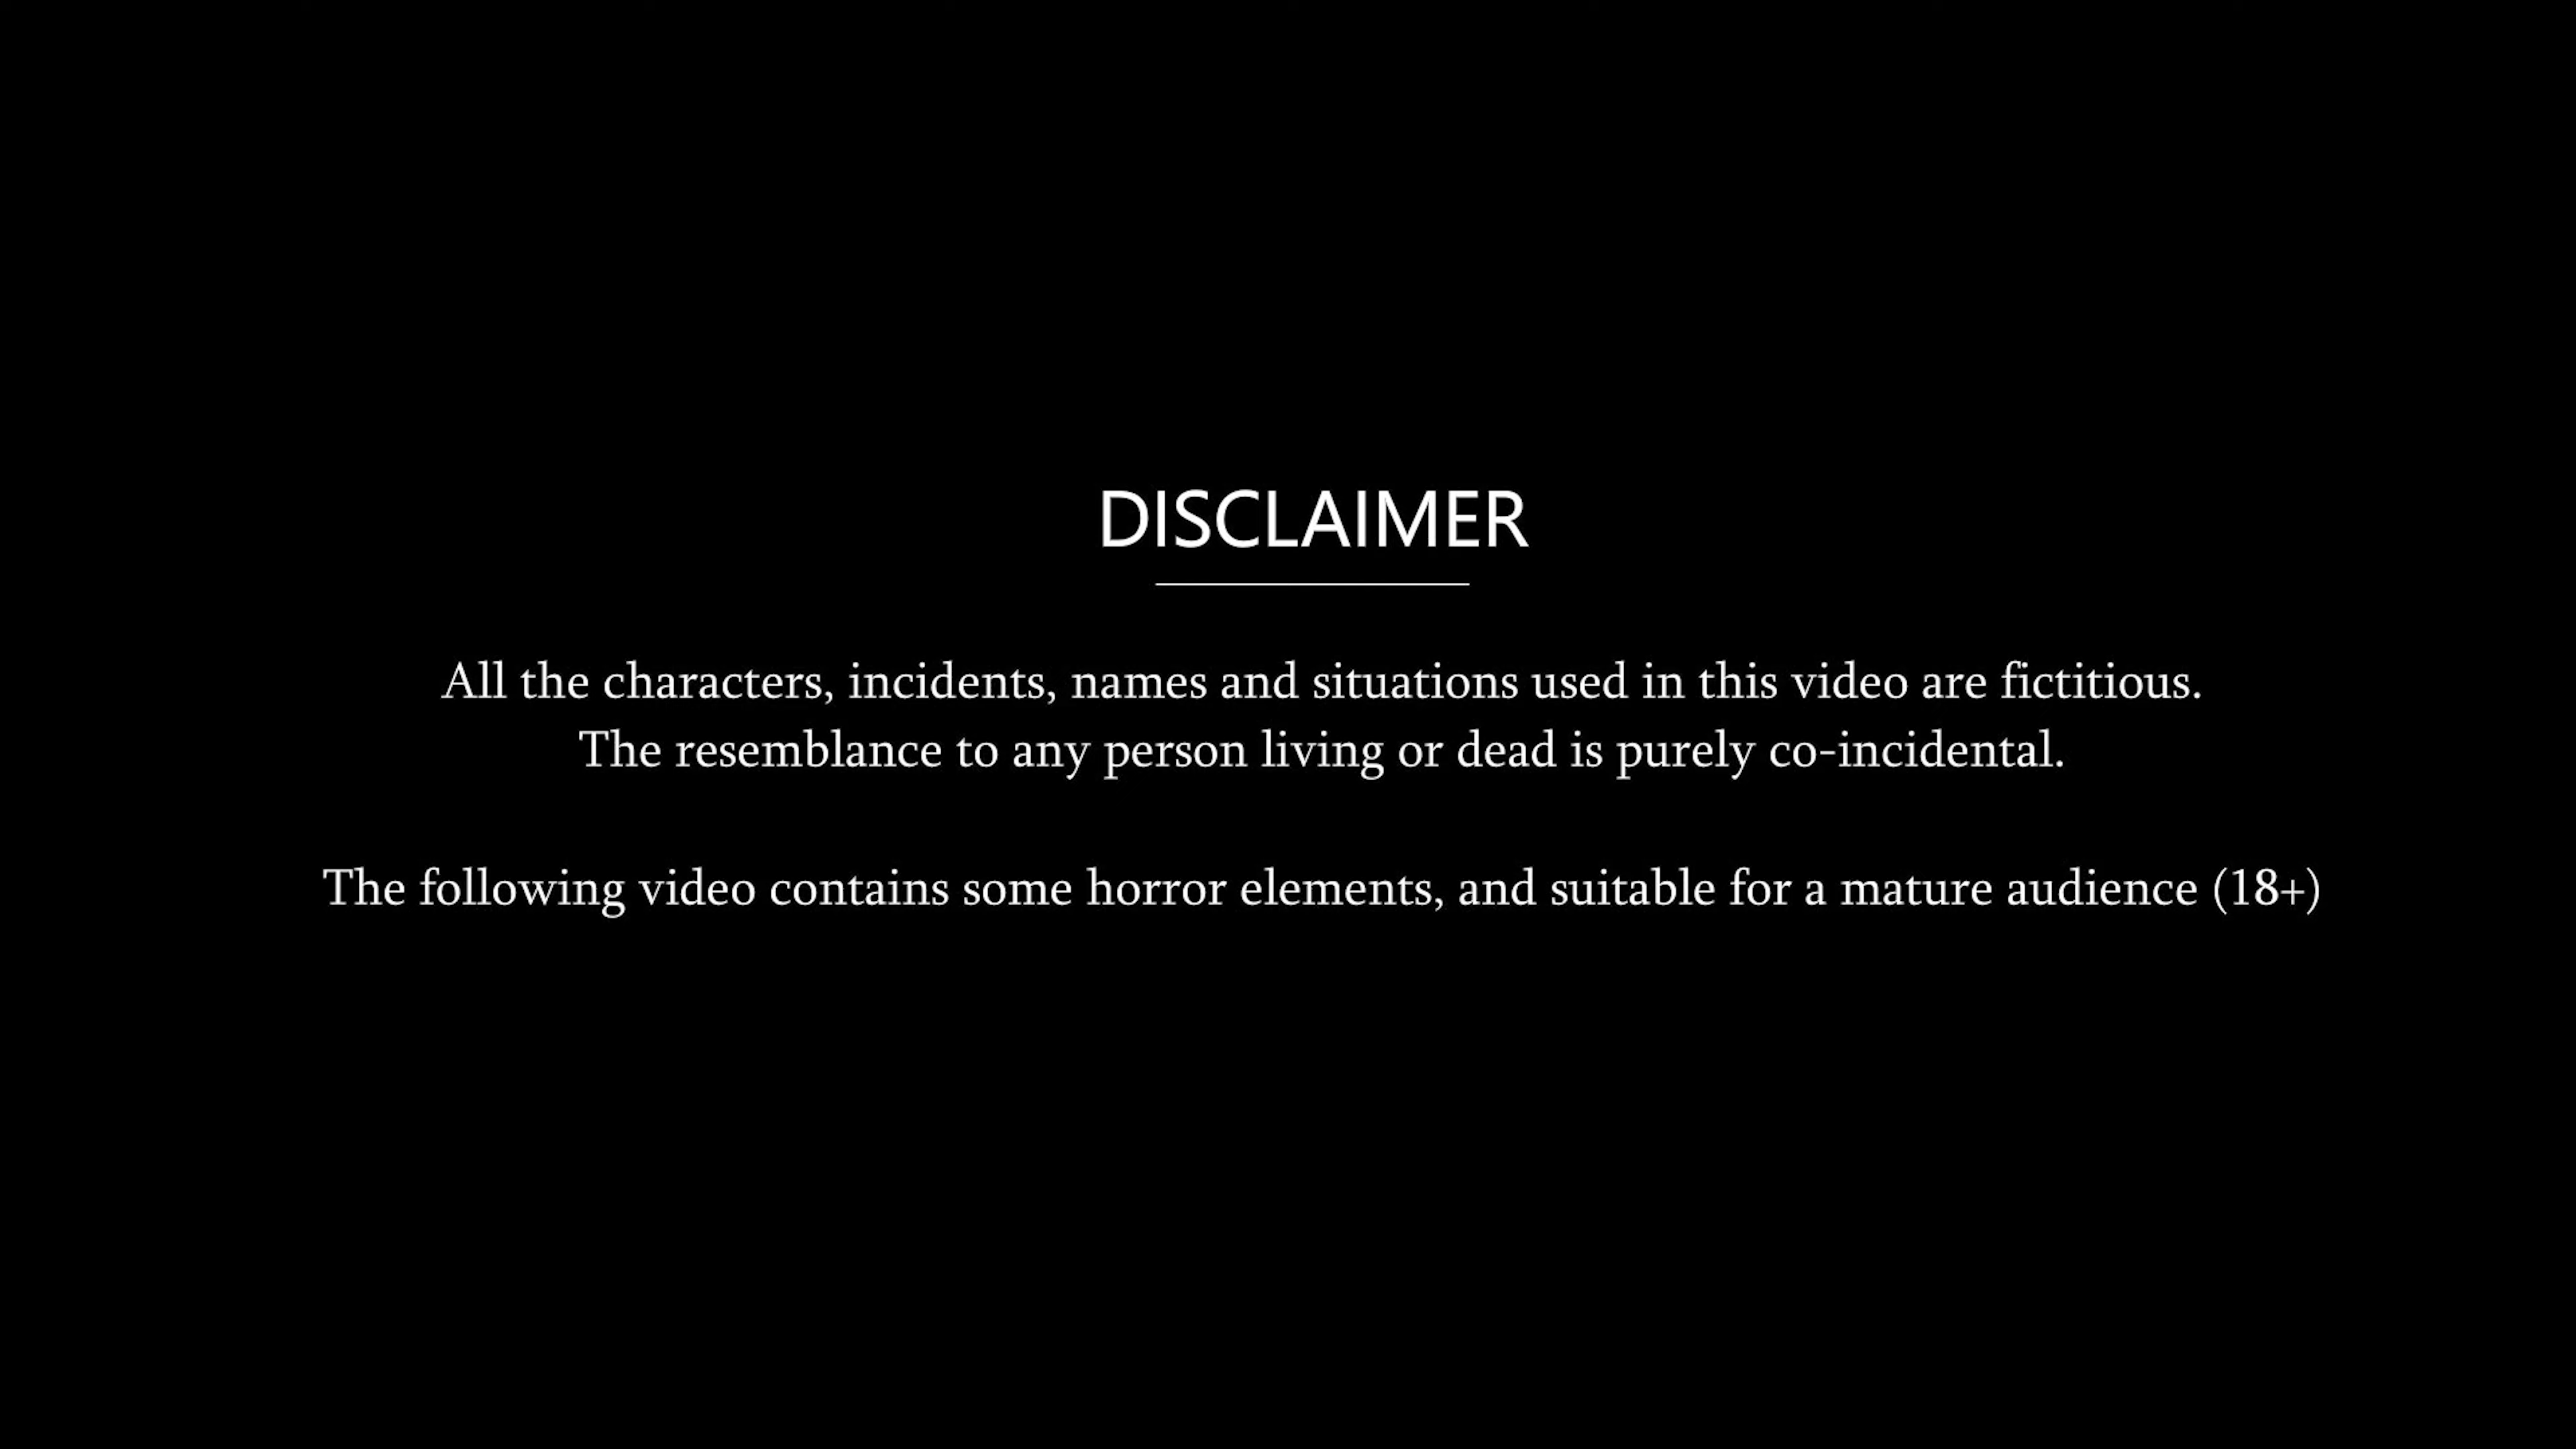 DISCLAIMER
All the characters, incidents, names and situations used in this video are fictitious.
The resemblance to any person living or dead is purely co-incidental.
The following video contains some horror elements, and suitable for a mature audience (18+)